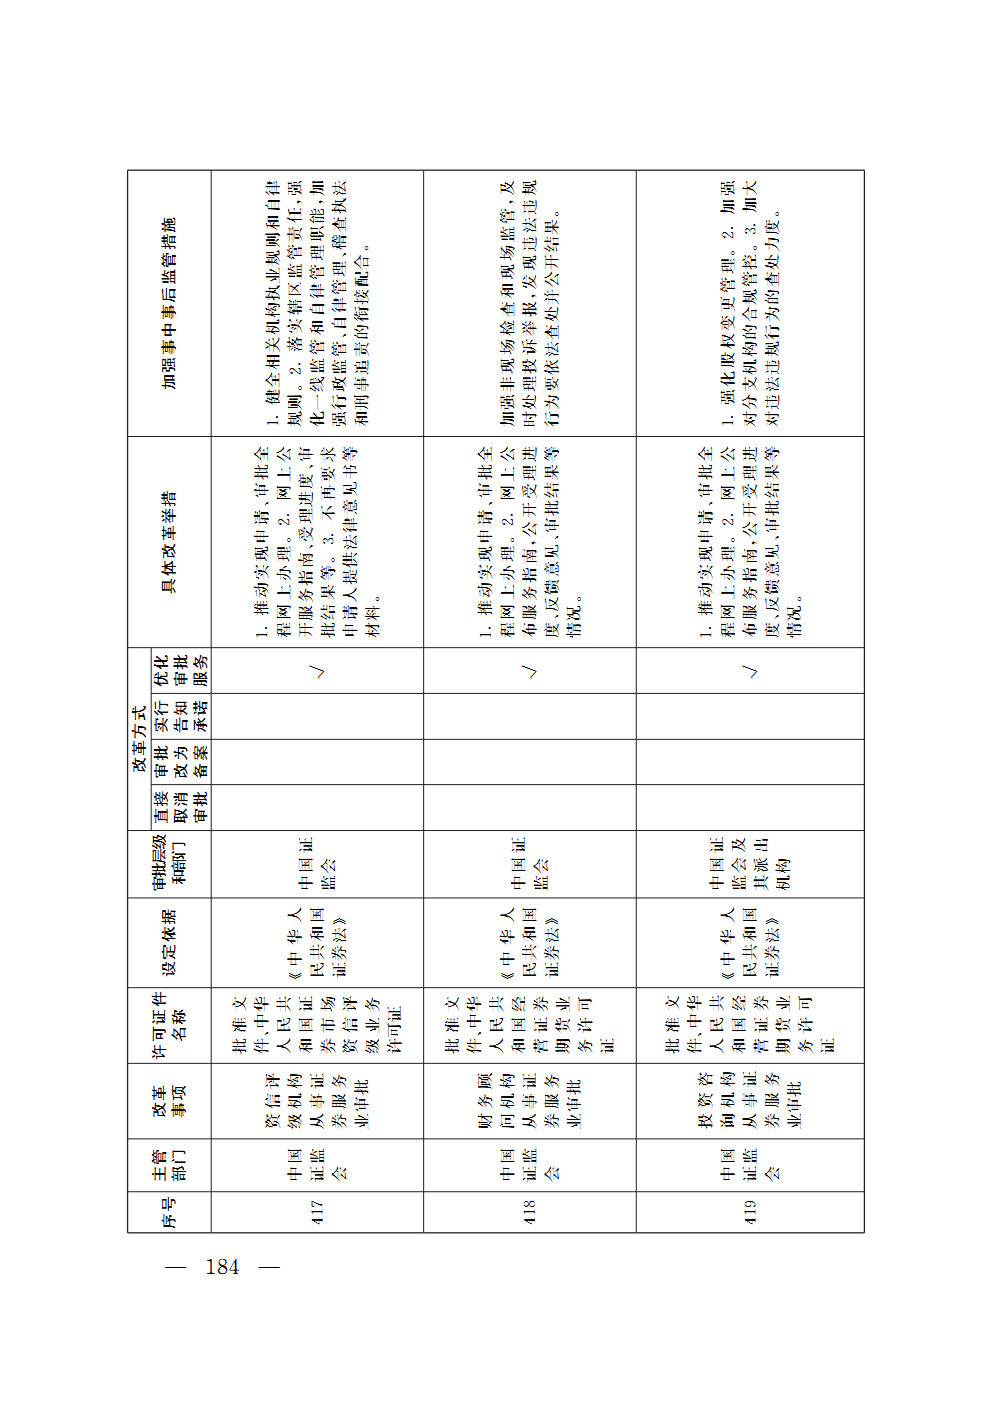 序号
主管
部门
改革
事项
许可证件
名称
设定依据
审批层级
和部门
改革方式
直接
取消
审批
审批
改为
备案
实行
告知
承诺
优化
审批
服务
具体改革举措
加强事中事后监管措施
417
中国
证监
会
资信评
级机构
从事证
券服务
业审批
批准文
件、中华
人民共
和国证
券市场
资信评
级业务
许可证
《中华人
民共和国
证券法》
中国证
监会
√
1. 推动实现申请、审批全
程网上办理。2. 网上公
开服务指南、受理进度、审
批结果等。3. 不再要求
申请人提供法律意见书等
材料。
1. 健全相关机构执业规则和自律
规则。2. 落实辖区监管责任,强
化一线监管和自律管理职能,加
强行政监管、自律管理、稽查执法
和刑事追责的衔接配合。
418
中国
证监
会
财务顾
问机构
从事证
券服务
业审批
批准文
件、中华
人民共
和国经
营证券
期货业
务许可
证
《中华人
民共和国
证券法》
中国证
监会
√
1. 推动实现申请、审批全
程网上办理。2. 网上公
布服务指南,公开受理进
度、反馈意见、审批结果等
情况。
加强非现场检查和现场监管,及
时处理投诉举报,发现违法违规
行为要依法查处并公开结果。
419
中国
证监
会
投资咨
询机构
从事证
券服务
业审批
批准文
件、中华
人民共
和国经
营证券
期货业
务许可
证
《中华人
民共和国
证券法》
中国证
监会及
其派出
机构
√
1. 推动实现申请、审批全
程网上办理。2. 网上公
布服务指南,公开受理进
度、反馈意见、审批结果等
情况。
1. 强化股权变更管理。2. 加强
对分支机构的合规管控。3. 加大
对违法违规行为的查处力度。
— 184 —